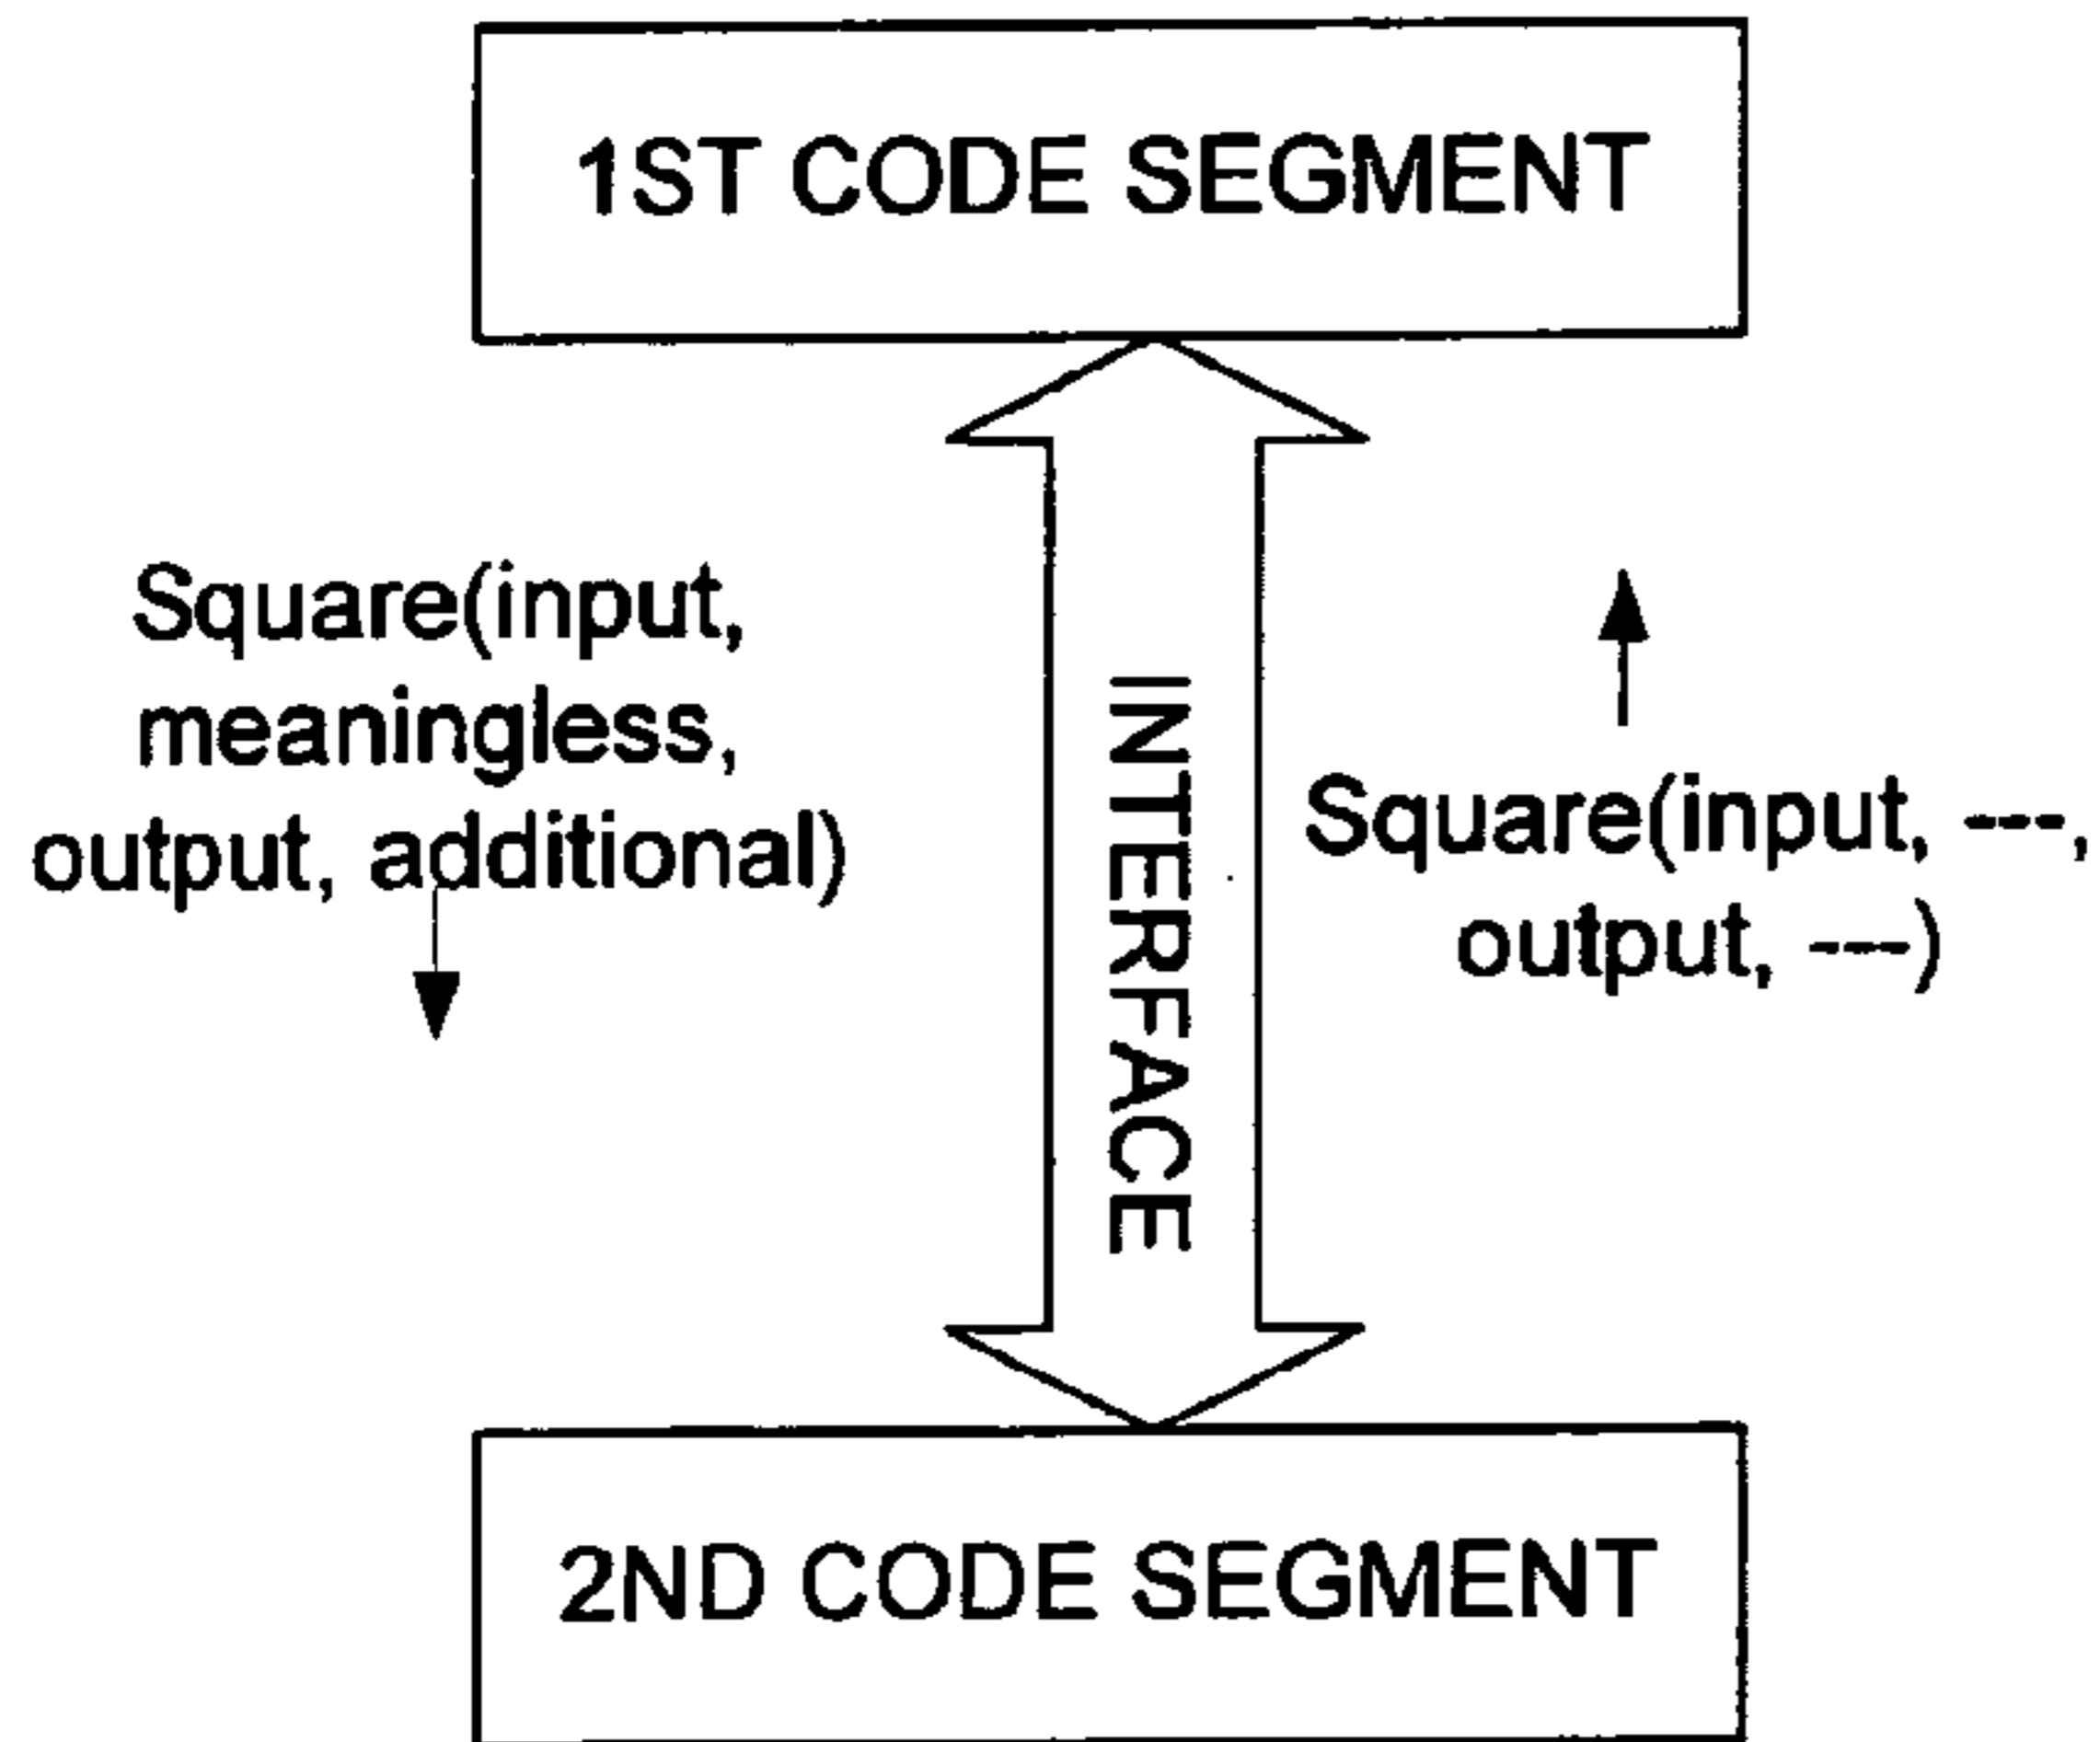 1ST CODE SEGMENT
Square(input,
meaningless,
output, additional)
INTERFACE
Square(input, ---,
output, ---)
2ND CODE SEGMENT